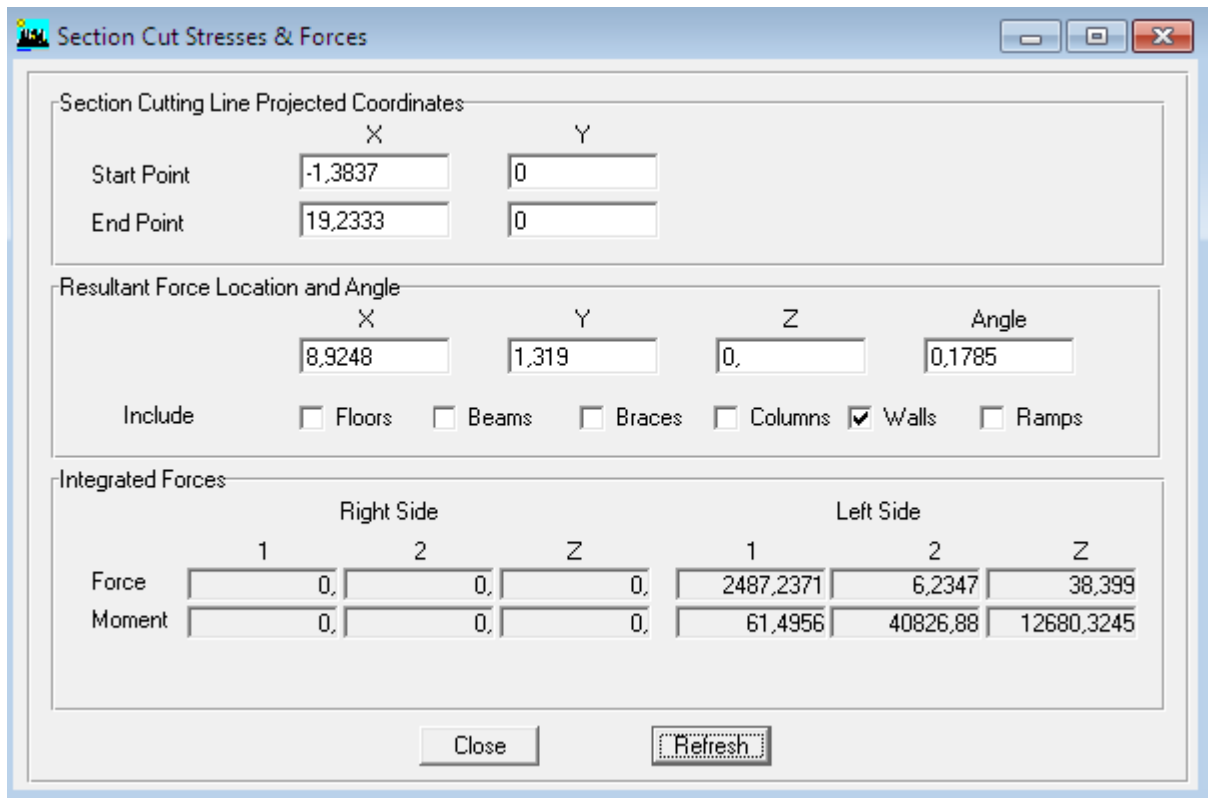 Section Cut Stresses & Forces
Section Cutting Line Projected Coordinates
X Y
Start Point -1,3837 0
End Point 19,2333 0
Resultant Force Location and Angle
X Y Z Angle
8,9248 1,319 0, 0,1785
Include Floors Beams Braces Columns Walls Ramps
Integrated Forces
Right Side Left Side
1 2 Z 1 2 Z
Force 0, 0, 0, 2487,2371 6,2347 38,399
Moment 0, 0, 0, 61,4956 40826,88 12680,3245
Close Refresh